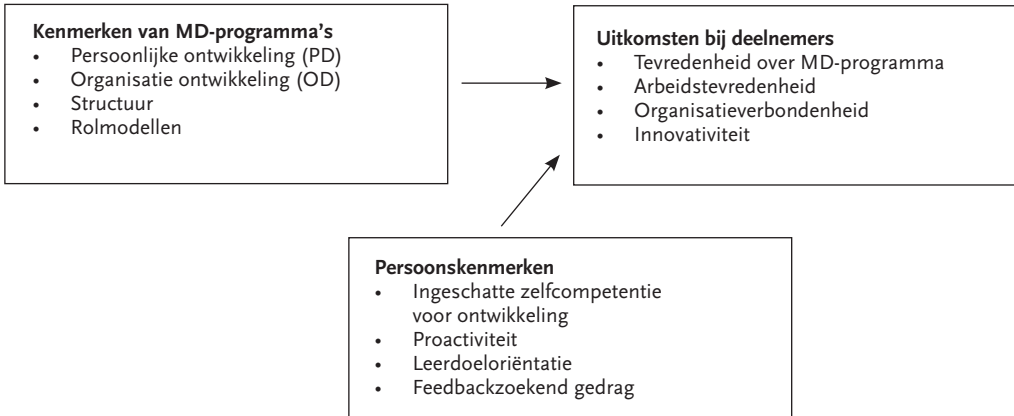 Kenmerken van MD-programma's
• Persoonlijke ontwikkeling (PD)
• Organisatie ontwikkeling (OD)
• Structuur
• Rolmodellen
Uitkomsten bij deelnemers
• Tevredenheid over MD-programma
• Arbeidstevredenheid
• Organisatieverbondenheid
• Innovativiteit
Persoonskenmerken
• Ingeschatte zelfcompetentie
voor ontwikkeling
• Proactiviteit
• Leerdoeloriëntatie
• Feedbackzoekend gedrag